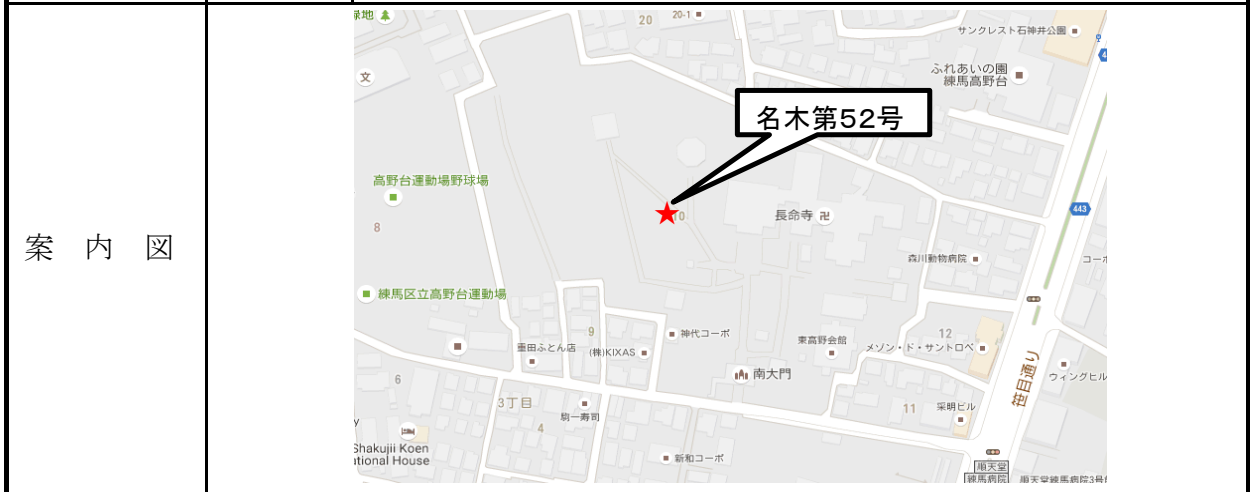 案 内 図
緑地
20
20-1
サンクレスト石神井公園
文
ふれあいの園
練馬高野台
名木第52号
高野台運動場野球場
8
10
長命寺
443
森川動物病院
コーポ
練馬区立高野台運動場
9
神代コーポ
12
東高野会館
メゾン・ド・サントロペ
重田ふとん店
(株)KIXAS
笹目通り
ウィングヒル
南大門
6
3丁目
4
駒一寿司
11
采明ビル
Shakujii Koen
ational House
新和コーポ
順天堂
練馬病院
順天堂練馬病院3号